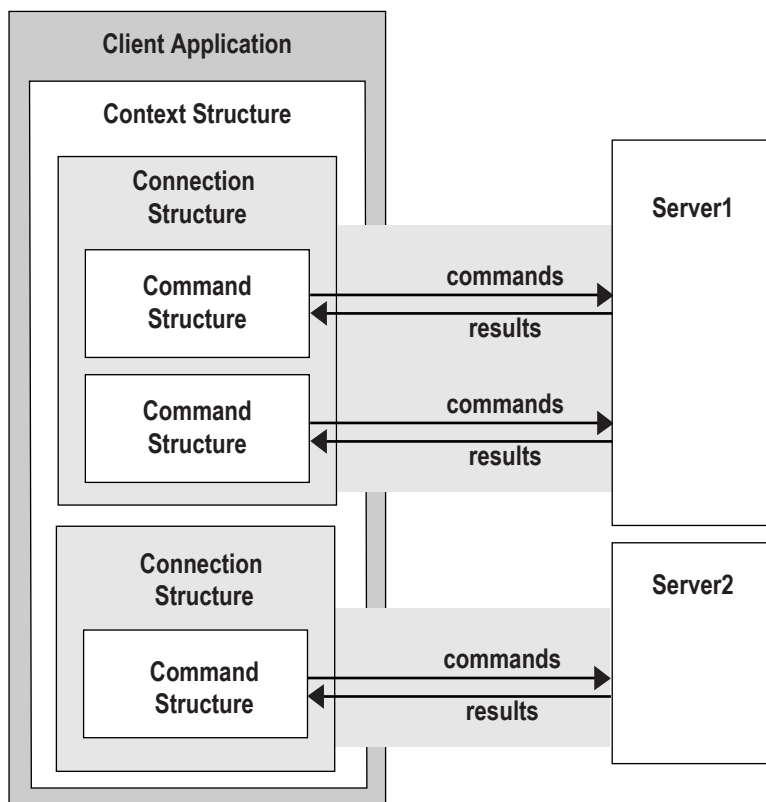 Client Application
Context Structure
Connection
Structure
Server1
Command
Structure
commands
results
Command
Structure
commands
results
Connection
Structure
Server2
Command
Structure
commands
results